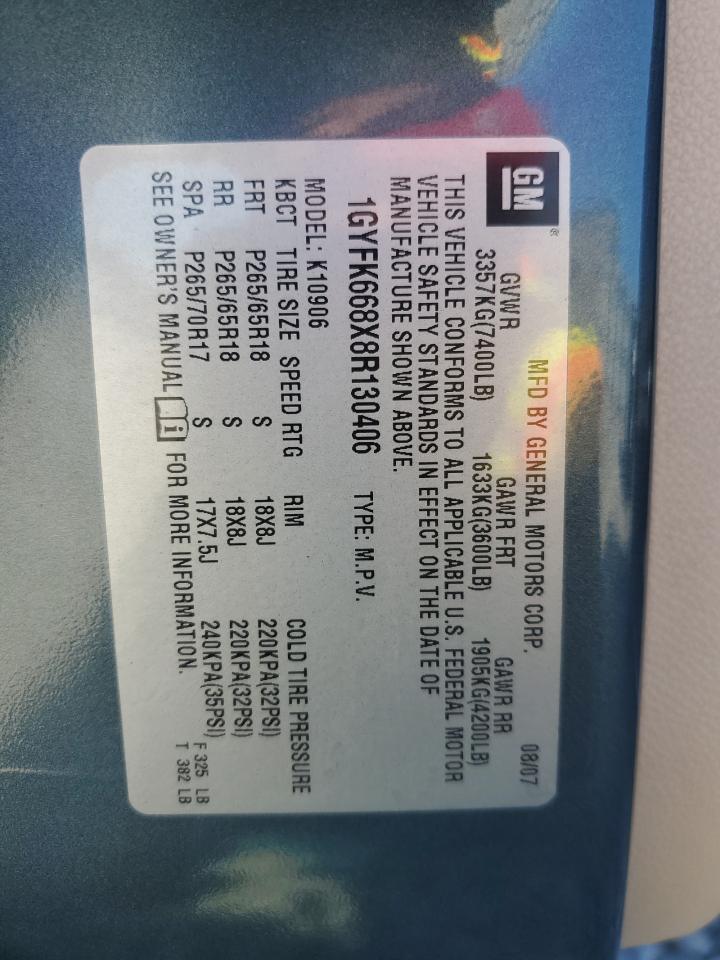 GM®
MFD BY GENERAL MOTORS CORP. 08/07
GVWR GAWR FRT GAWR RR
3357KG(7400LB) 1633KG(3600LB) 1905KG(4200LB)
THIS VEHICLE CONFORMS TO ALL APPLICABLE U.S. FEDERAL MOTOR
VEHICLE SAFETY STANDARDS IN EFFECT ON THE DATE OF
MANUFACTURE SHOWN ABOVE.
1GYFK668X8R130406 TYPE: M.P.V.
MODEL: K10906
KBCT TIRE SIZE SPEED RTG RIM COLD TIRE PRESSURE
FRT P265/65R18 S 18X8J 220KPA(32PSI)
RR P265/65R18 S 18X8J 220KPA(32PSI)
SPA P265/70R17 S 17X7.5J 240KPA(35PSI)
F 325 LB
SEE OWNER'S MANUAL i FOR MORE INFORMATION.
T 382 LB